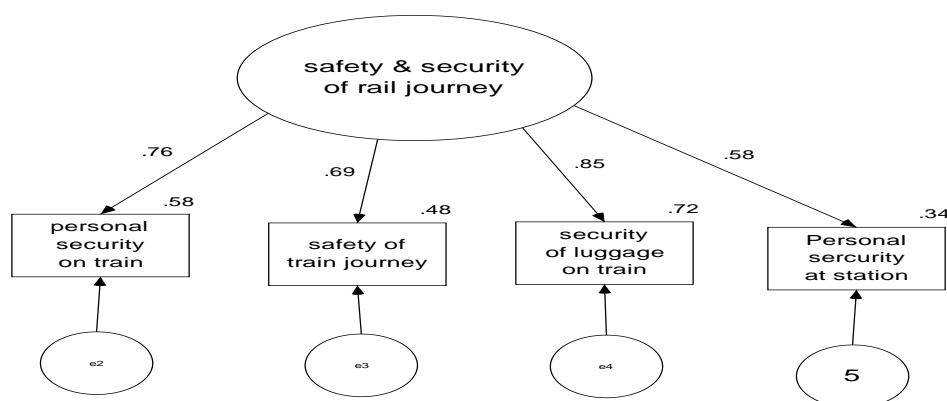 safety & security
of rail journey
.76
.69
.85
.58
.58
.48
.72
.34
personal
security
on train
safety of
train journey
security
of luggage
on train
Personal
sercurity
at station
e2
e3
e4
5